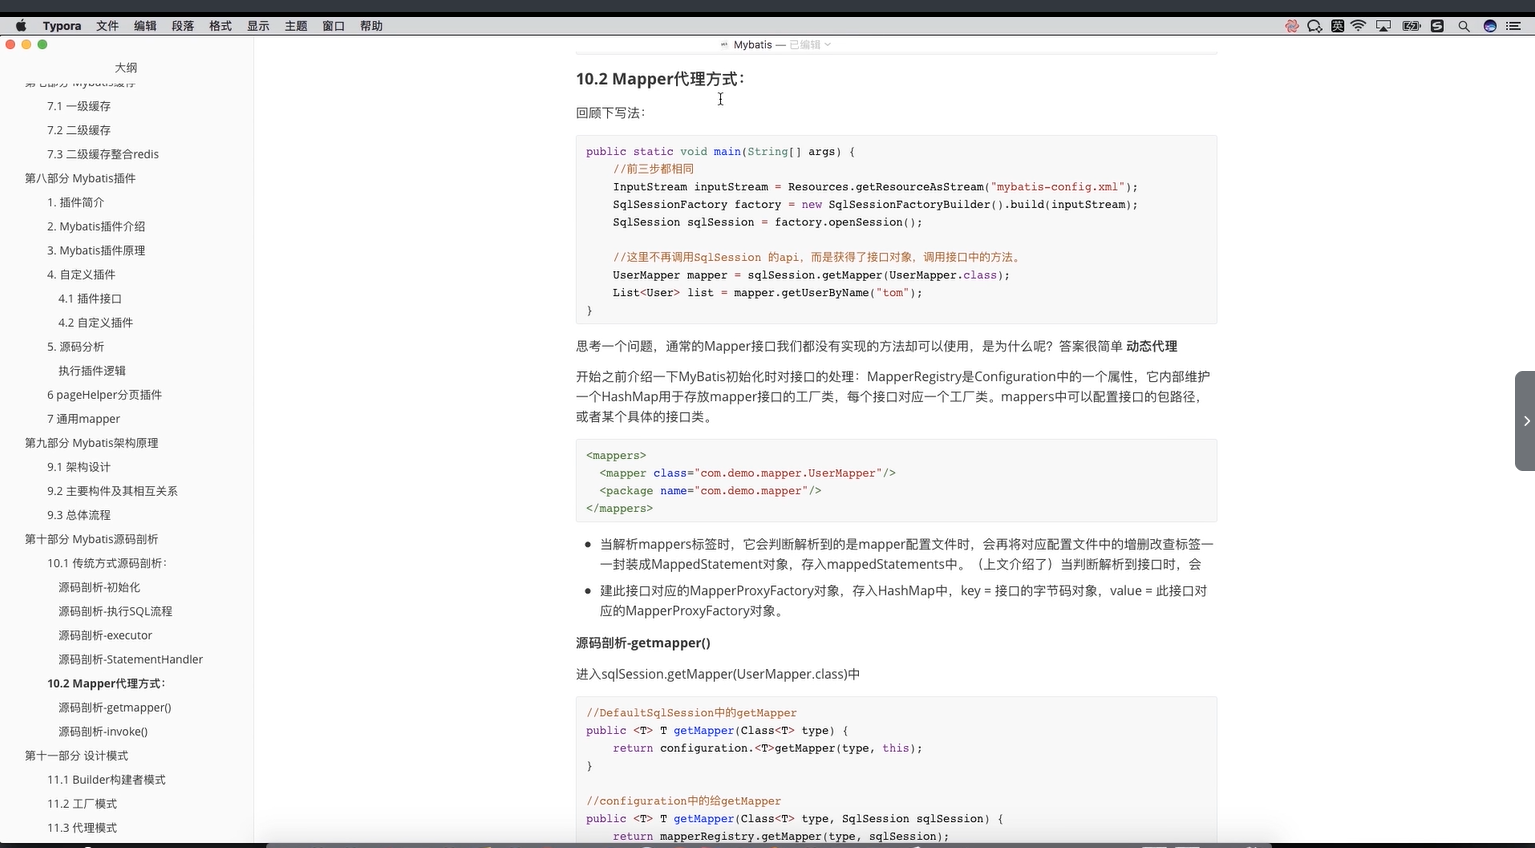 Typora 文件 编辑 段落 格式 显示 主题 窗口 帮助
英
Mybatis — 已编辑
大纲
第七部分 Mybatis缓存
7.1 一级缓存
7.2 二级缓存
7.3 二级缓存整合redis
第八部分 Mybatis插件
1. 插件简介
2. Mybatis插件介绍
3. Mybatis插件原理
4. 自定义插件
4.1 插件接口
4.2 自定义插件
5. 源码分析
执行插件逻辑
6 pageHelper分页插件
7 通用mapper
第九部分 Mybatis架构原理
9.1 架构设计
9.2 主要构件及其相互关系
9.3 总体流程
第十部分 Mybatis源码剖析
10.1 传统方式源码剖析：
源码剖析-初始化
源码剖析-执行SQL流程
源码剖析-executor
源码剖析-StatementHandler
10.2 Mapper代理方式：
源码剖析-getmapper()
源码剖析-invoke()
第十一部分 设计模式
11.1 Builder构建者模式
11.2 工厂模式
11.3 代理模式
10.2 Mapper代理方式：
回顾下写法：
public static void main(String[] args) {
//前三步都相同
InputStream inputStream = Resources.getResourceAsStream("mybatis-config.xml");
SqlSessionFactory factory = new SqlSessionFactoryBuilder().build(inputStream);
SqlSession sqlSession = factory.openSession();
//这里不再调用SqlSession 的api，而是获得了接口对象，调用接口中的方法。
UserMapper mapper = sqlSession.getMapper(UserMapper.class);
List<User> list = mapper.getUserByName("tom");
}
思考一个问题，通常的Mapper接口我们都没有实现的方法却可以使用，是为什么呢？答案很简单 动态代理
开始之前介绍一下MyBatis初始化时对接口的处理：MapperRegistry是Configuration中的一个属性，它内部维护
一个HashMap用于存放mapper接口的工厂类，每个接口对应一个工厂类。mappers中可以配置接口的包路径，
或者某个具体的接口类。
<mappers>
<mapper class="com.demo.mapper.UserMapper"/>
<package name="com.demo.mapper"/>
</mappers>
● 当解析mappers标签时，它会判断解析到的是mapper配置文件时，会再将对应配置文件中的增删改查标签一
一封装成MappedStatement对象，存入mappedStatements中。（上文介绍了）当判断解析到接口时，会
● 建此接口对应的MapperProxyFactory对象，存入HashMap中，key = 接口的字节码对象，value = 此接口对
应的MapperProxyFactory对象。
源码剖析-getmapper()
进入sqlSession.getMapper(UserMapper.class)中
//DefaultSqlSession中的getMapper
public <T> T getMapper(Class<T> type) {
return configuration.<T>getMapper(type, this);
}
//configuration中的给getMapper
public <T> T getMapper(Class<T> type, SqlSession sqlSession) {
return mapperRegistry.getMapper(type, sqlSession);